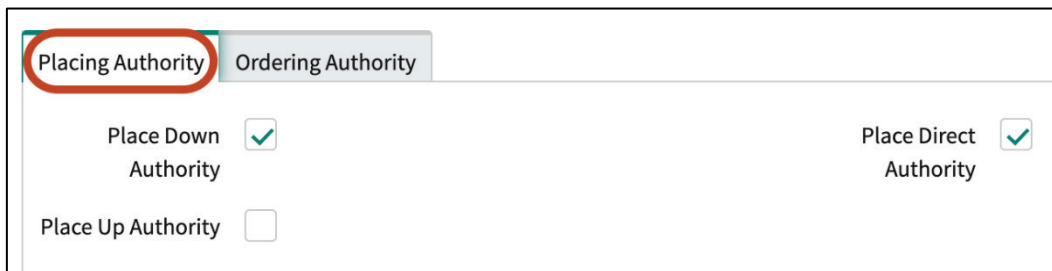 Placing Authority Ordering Authority
Place Down Place Direct
Authority Authority
Place Up Authority